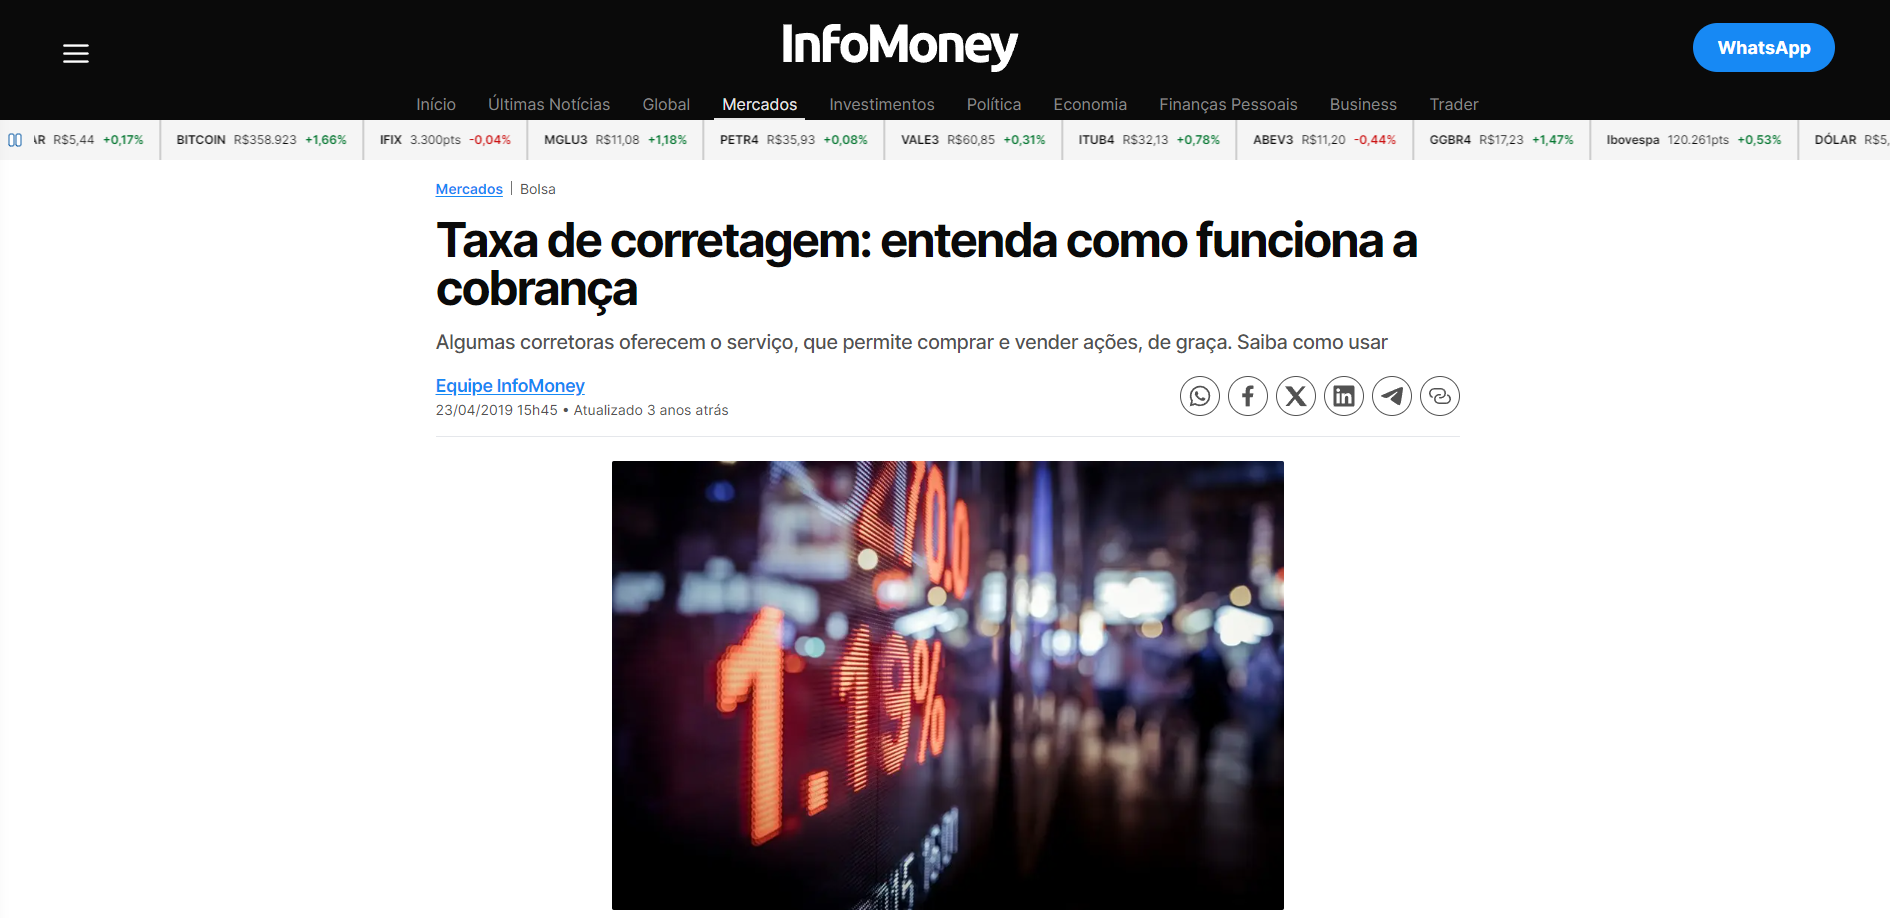 InfoMoney
WhatsApp
Início Últimas Notícias Global Mercados Investimentos Política Economia Finanças Pessoais Business Trader
AR R$5,44 +0,17% BITCOIN R$358.923 +1,66% IFIX 3.300pts -0,04% MGLU3 R$11,08 +1,18% PETR4 R$35,93 +0,08% VALE3 R$60,85 +0,31% ITUB4 R$32,13 +0,78% ABEV3 R$11,20 -0,44% GGBR4 R$17,23 +1,47% Ibovespa 120.261pts +0,53% DÓLAR R$5,
Mercados | Bolsa
Taxa de corretagem: entenda como funciona a
cobrança
Algumas corretoras oferecem o serviço, que permite comprar e vender ações, de graça. Saiba como usar
Equipe InfoMoney
23/04/2019 15h45 • Atualizado 3 anos atrás
1.19%